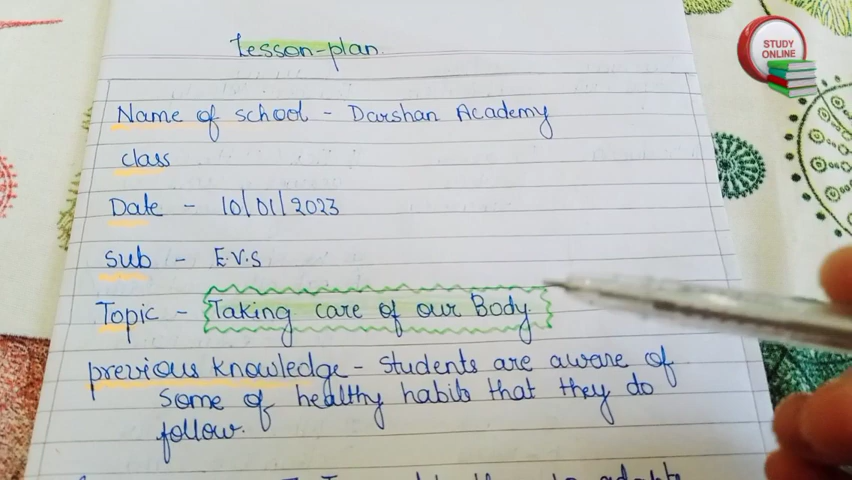 Lesson-plan
STUDY
ONLINE
Name of school - Darshan Academy
class
Date - 10/01/2023
Sub - E.V.S
Topic - Taking care of our Body
previous knowledge - Students are aware of
some of healthy habits that they do
follow.